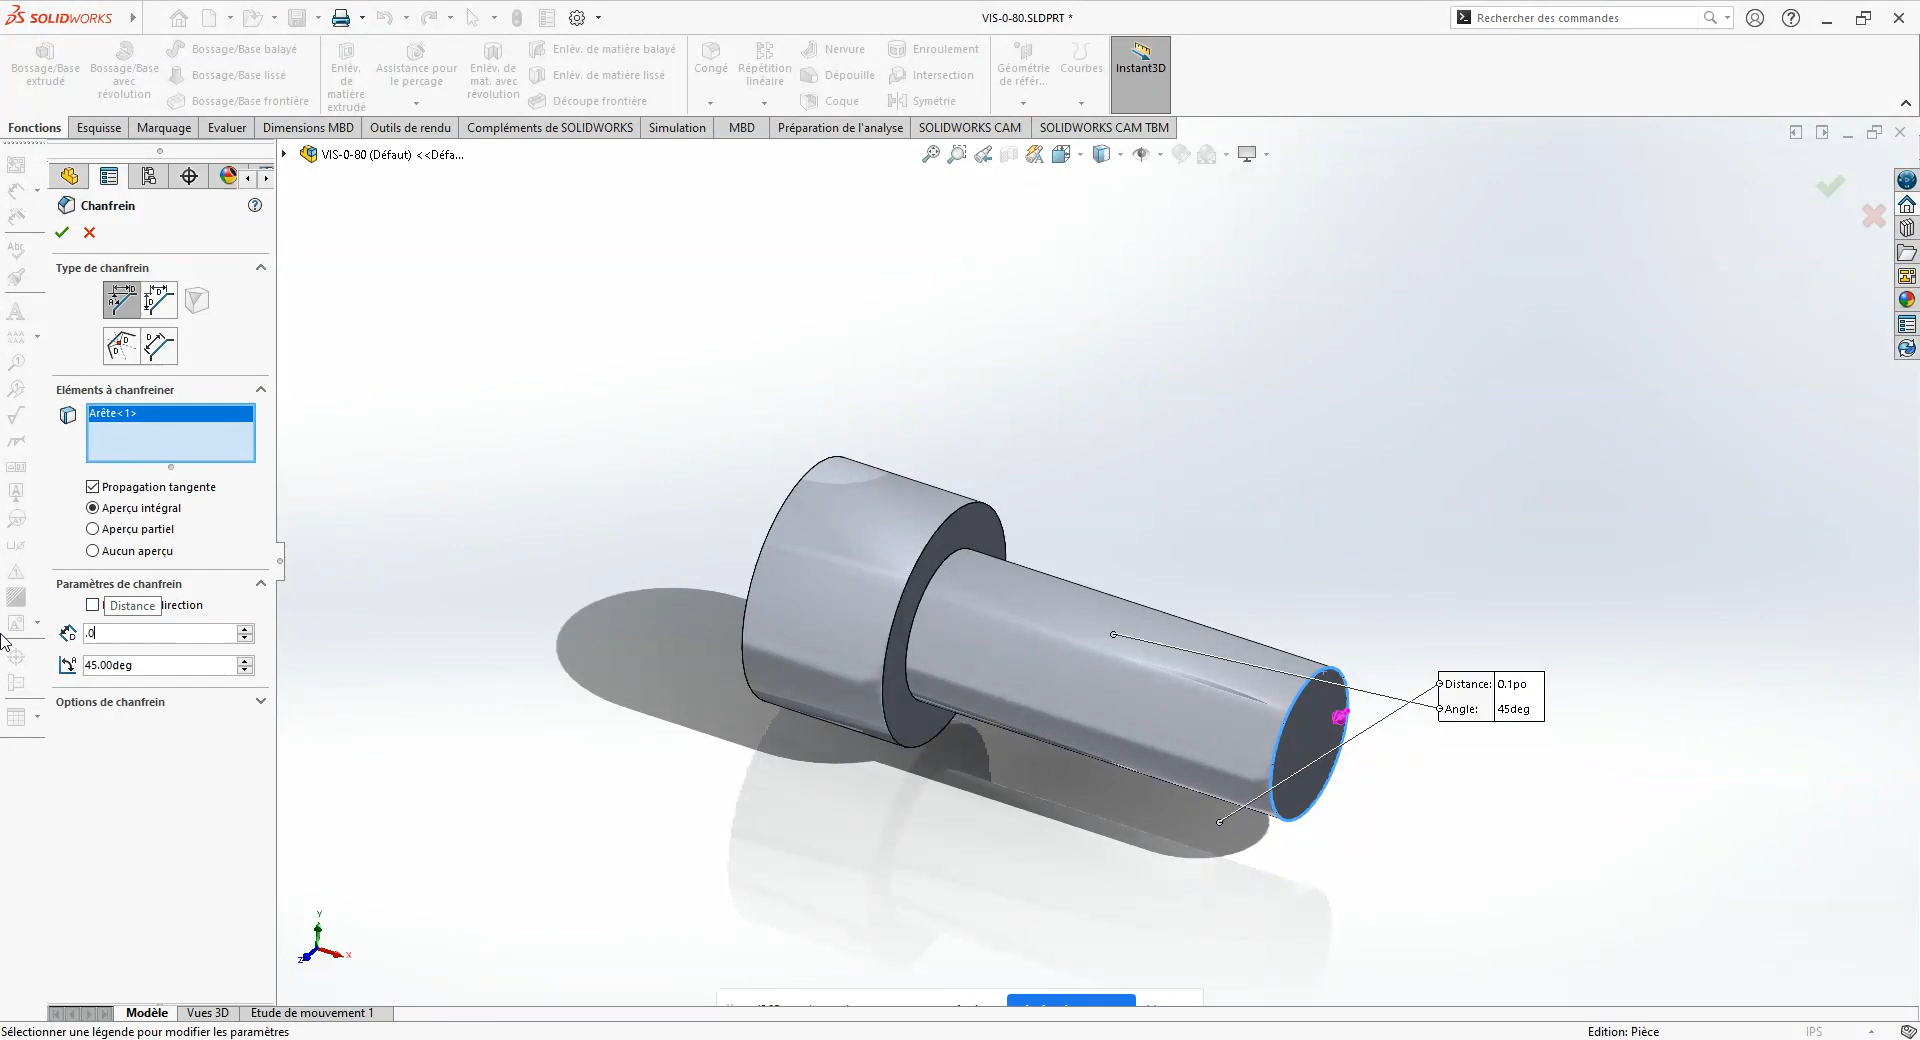 SOLIDWORKS
VIS-0-80.SLDPRT *
Rechercher des commandes
Bossage/Base extrudé
Bossage/Base avec révolution
Bossage/Base balayé
Bossage/Base lissé
Bossage/Base frontière
Enlèv. de matière extrudé
Assistance pour le perçage
Enlèv. de mat. avec révolution
Enlèv. de matière balayé
Enlèv. de matière lissé
Découpe frontière
Congé
Répétition linéaire
Nervure
Dépouille
Coque
Enroulement
Intersection
Symétrie
Géométrie de référ...
Courbes
Instant3D
Fonctions
Esquisse
Marquage
Evaluer
Dimensions MBD
Outils de rendu
Compléments de SOLIDWORKS
Simulation
MBD
Préparation de l'analyse
SOLIDWORKS CAM
SOLIDWORKS CAM TBM
VIS-0-80 (Défaut) <<Défa...
Chanfrein
Type de chanfrein
Eléments à chanfreiner
Arête<1>
Propagation tangente
Aperçu intégral
Aperçu partiel
Aucun aperçu
Paramètres de chanfrein
Distance
direction
.0
45.00deg
Options de chanfrein
Distance: 0.1po
Angle: 45deg
Y
X
Z
Modèle
Vues 3D
Etude de mouvement 1
Sélectionner une légende pour modifier les paramètres
Edition: Pièce
IPS